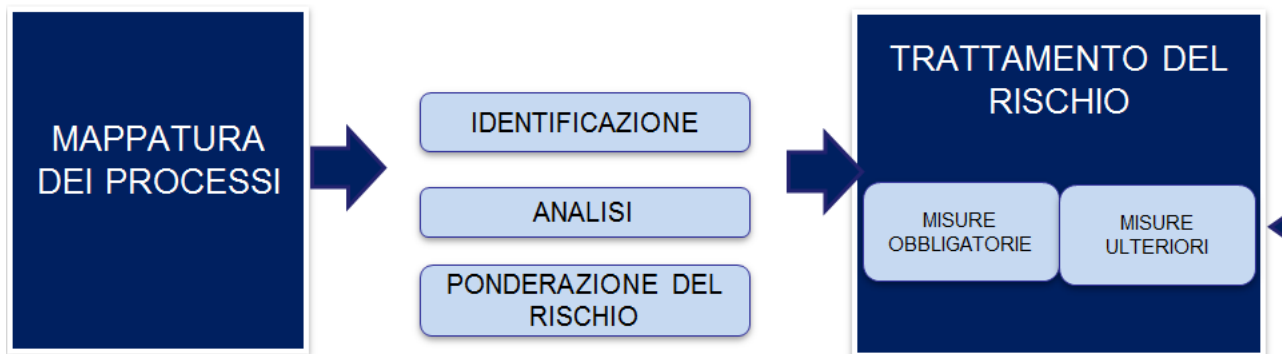 MAPPATURA
DEI PROCESSI
IDENTIFICAZIONE
ANALISI
PONDERAZIONE DEL
RISCHIO
TRATTAMENTO DEL
RISCHIO
MISURE
OBBLIGATORIE
MISURE
ULTERIORI